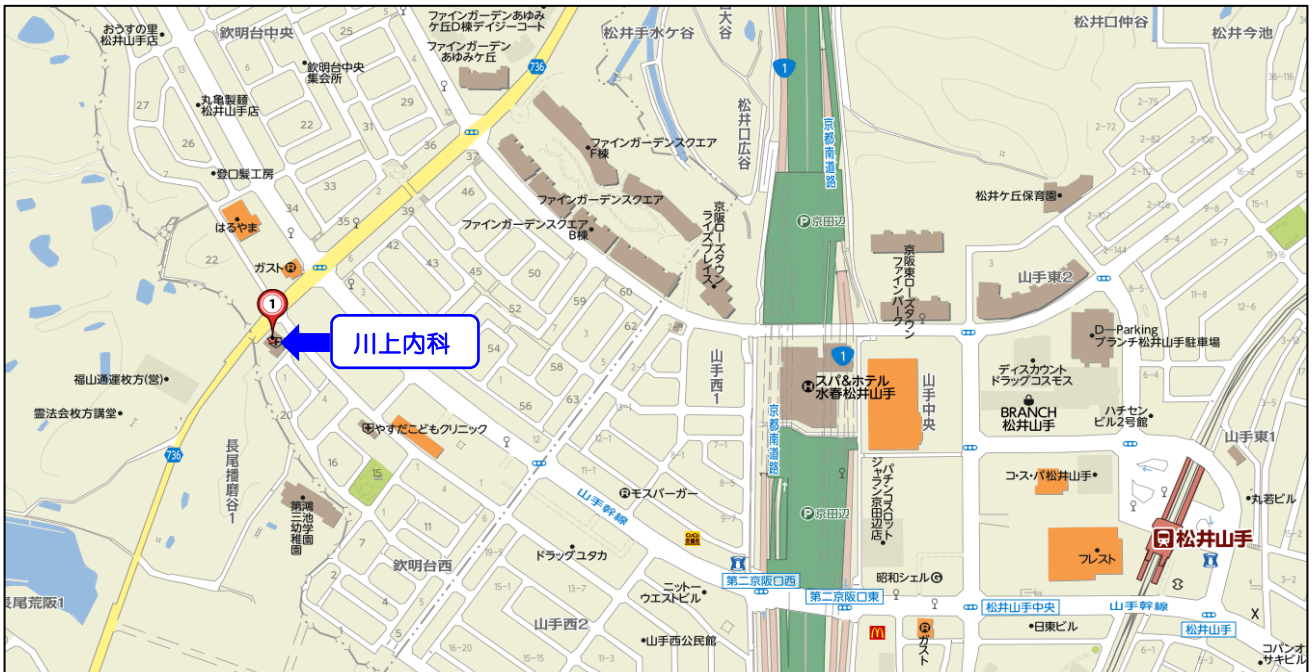 おうすの里
松井山手店
欽明台中央
ファインガーデンあゆみ
ケ丘D棟デイジーコート
ファインガーデン
あゆみケ丘
松井手水ケ谷
大谷
松井口仲谷
松井今池
欽明台中央
集会所
736
1
丸亀製麺
松井山手店
登口髪工房
はるやま
ガスト
1
川上内科
福山通運枚方(営)
霊法会枚方講堂
736
長尾播磨谷1
鴻池学園
第三幼稚園
長尾荒阪1
やすだこどもクリニック
欽明台西
ファインガーデンスクエア
F棟
ファインガーデンスクエア
ファインガーデンスクエア
B棟
京阪ローズタウン
ライズプレイス
松井口広谷
京都南道路
P京田辺
京阪東ローズタウン
ファインパーク
松井ケ丘保育園
山手東2
D-Parking
ブランチ松井山手駐車場
ディスカウント
ドラッグコスモス
BRANCH
松井山手
ハチセン
ビル2号館
山手東1
山手西1
1
スパ&ホテル
水春松井山手
山手中央
京都南道路
P京田辺
パチンコスロット
ジャラン京田辺店
コ・ス・パ松井山手
丸若ビル
フレスト
松井山手
モスバーガー
山手幹線
ドラッグユタカ
ニットー
ウエストビル
第二京阪口西
第二京阪口東
昭和シェル
松井山手中央
山手幹線
松井山手
日東ビル
ガスト
山手西2
山手西公民館
コパンオ
サキビル